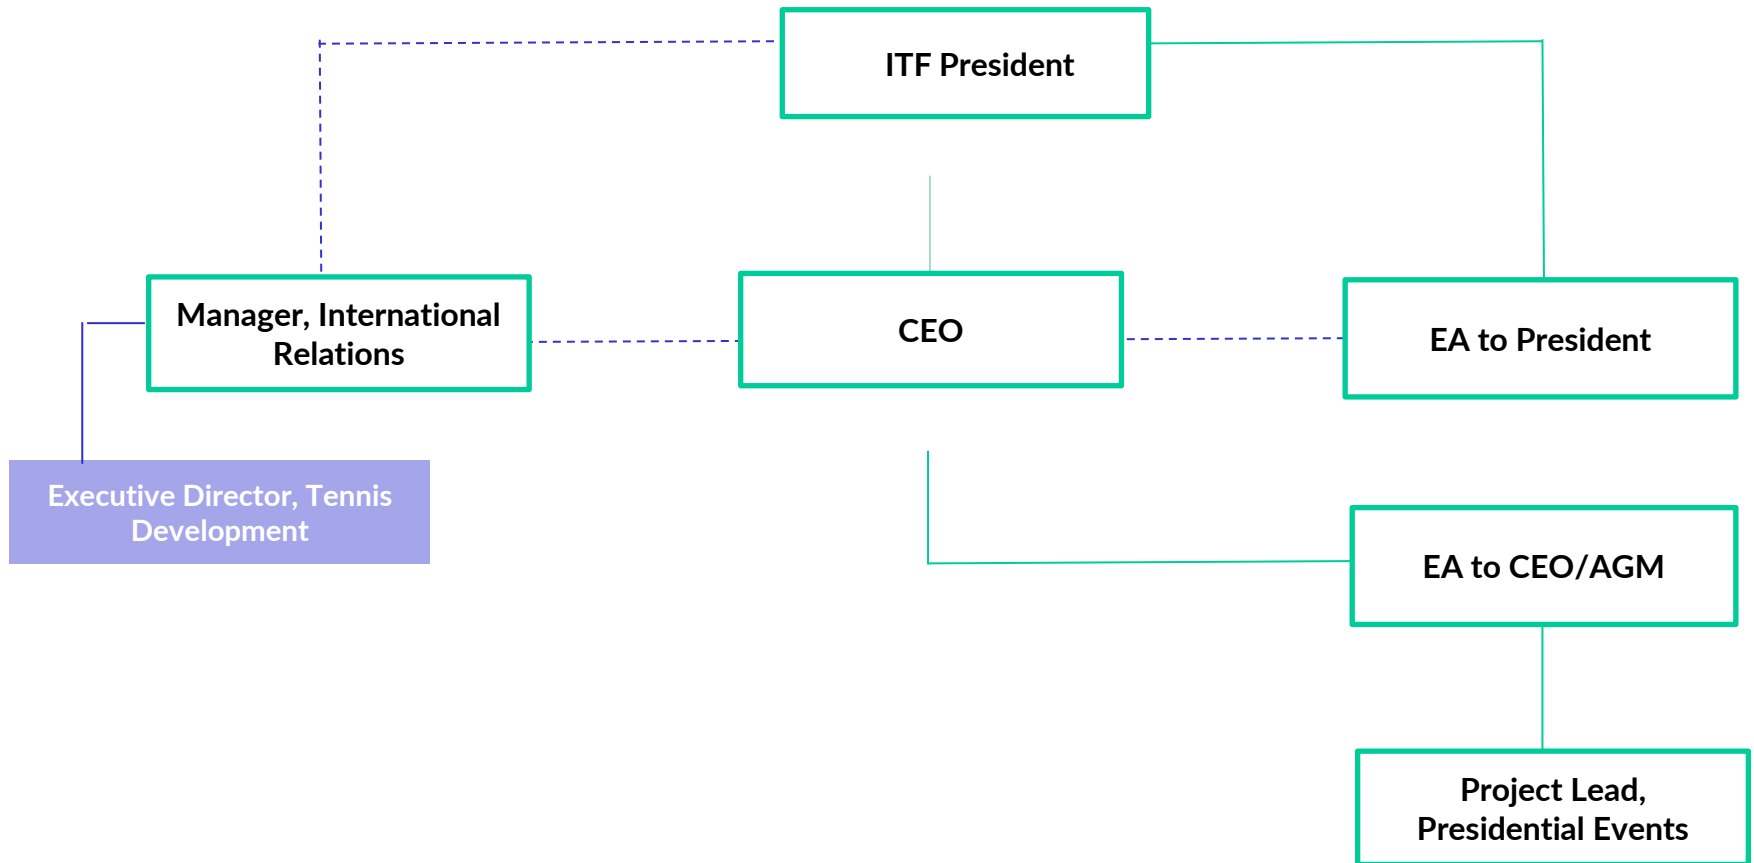 ITF President
Manager, International
Relations
CEO
EA to President
Executive Director, Tennis
Development
EA to CEO/AGM
Project Lead,
Presidential Events